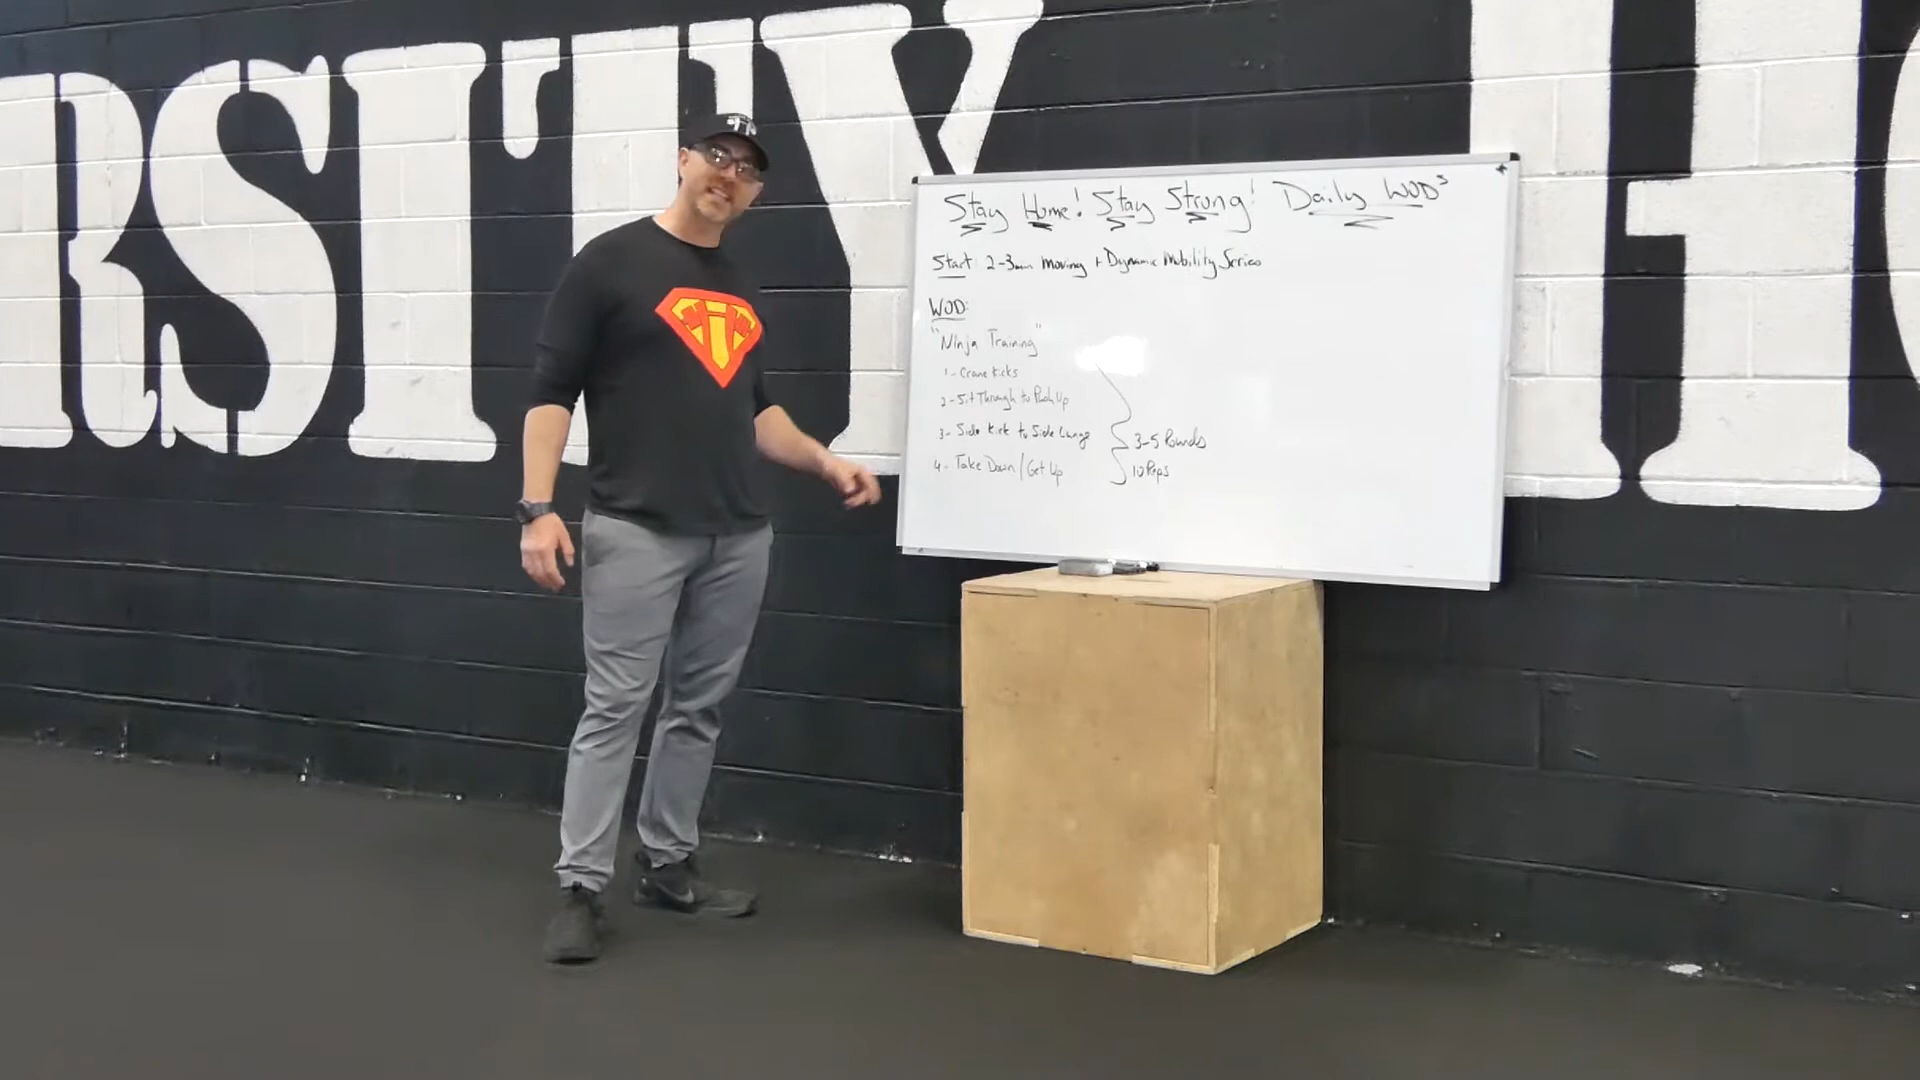 RSITY HO
Stay Home! Stay Strong! Daily WOD's
Start: 2-3min Moving + Dynamic Mobility Series
WOD:
"Ninja Training"
1- Crane Kicks
2- Sit Through to Push Up
3- Side Kick to Side Lunge
4- Take Down/Get Up
3-5 Rounds
10 Reps